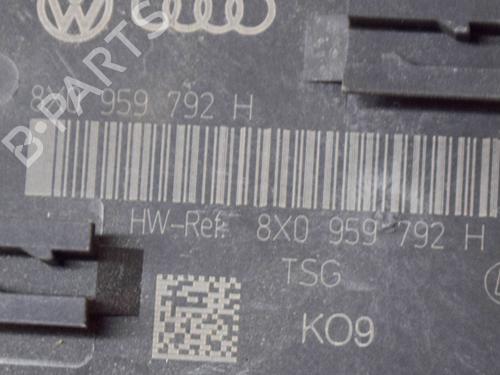 B-PARTS
8X0 959 792 H
HW-Ref: 8X0 959 792 H
TSG
KO9